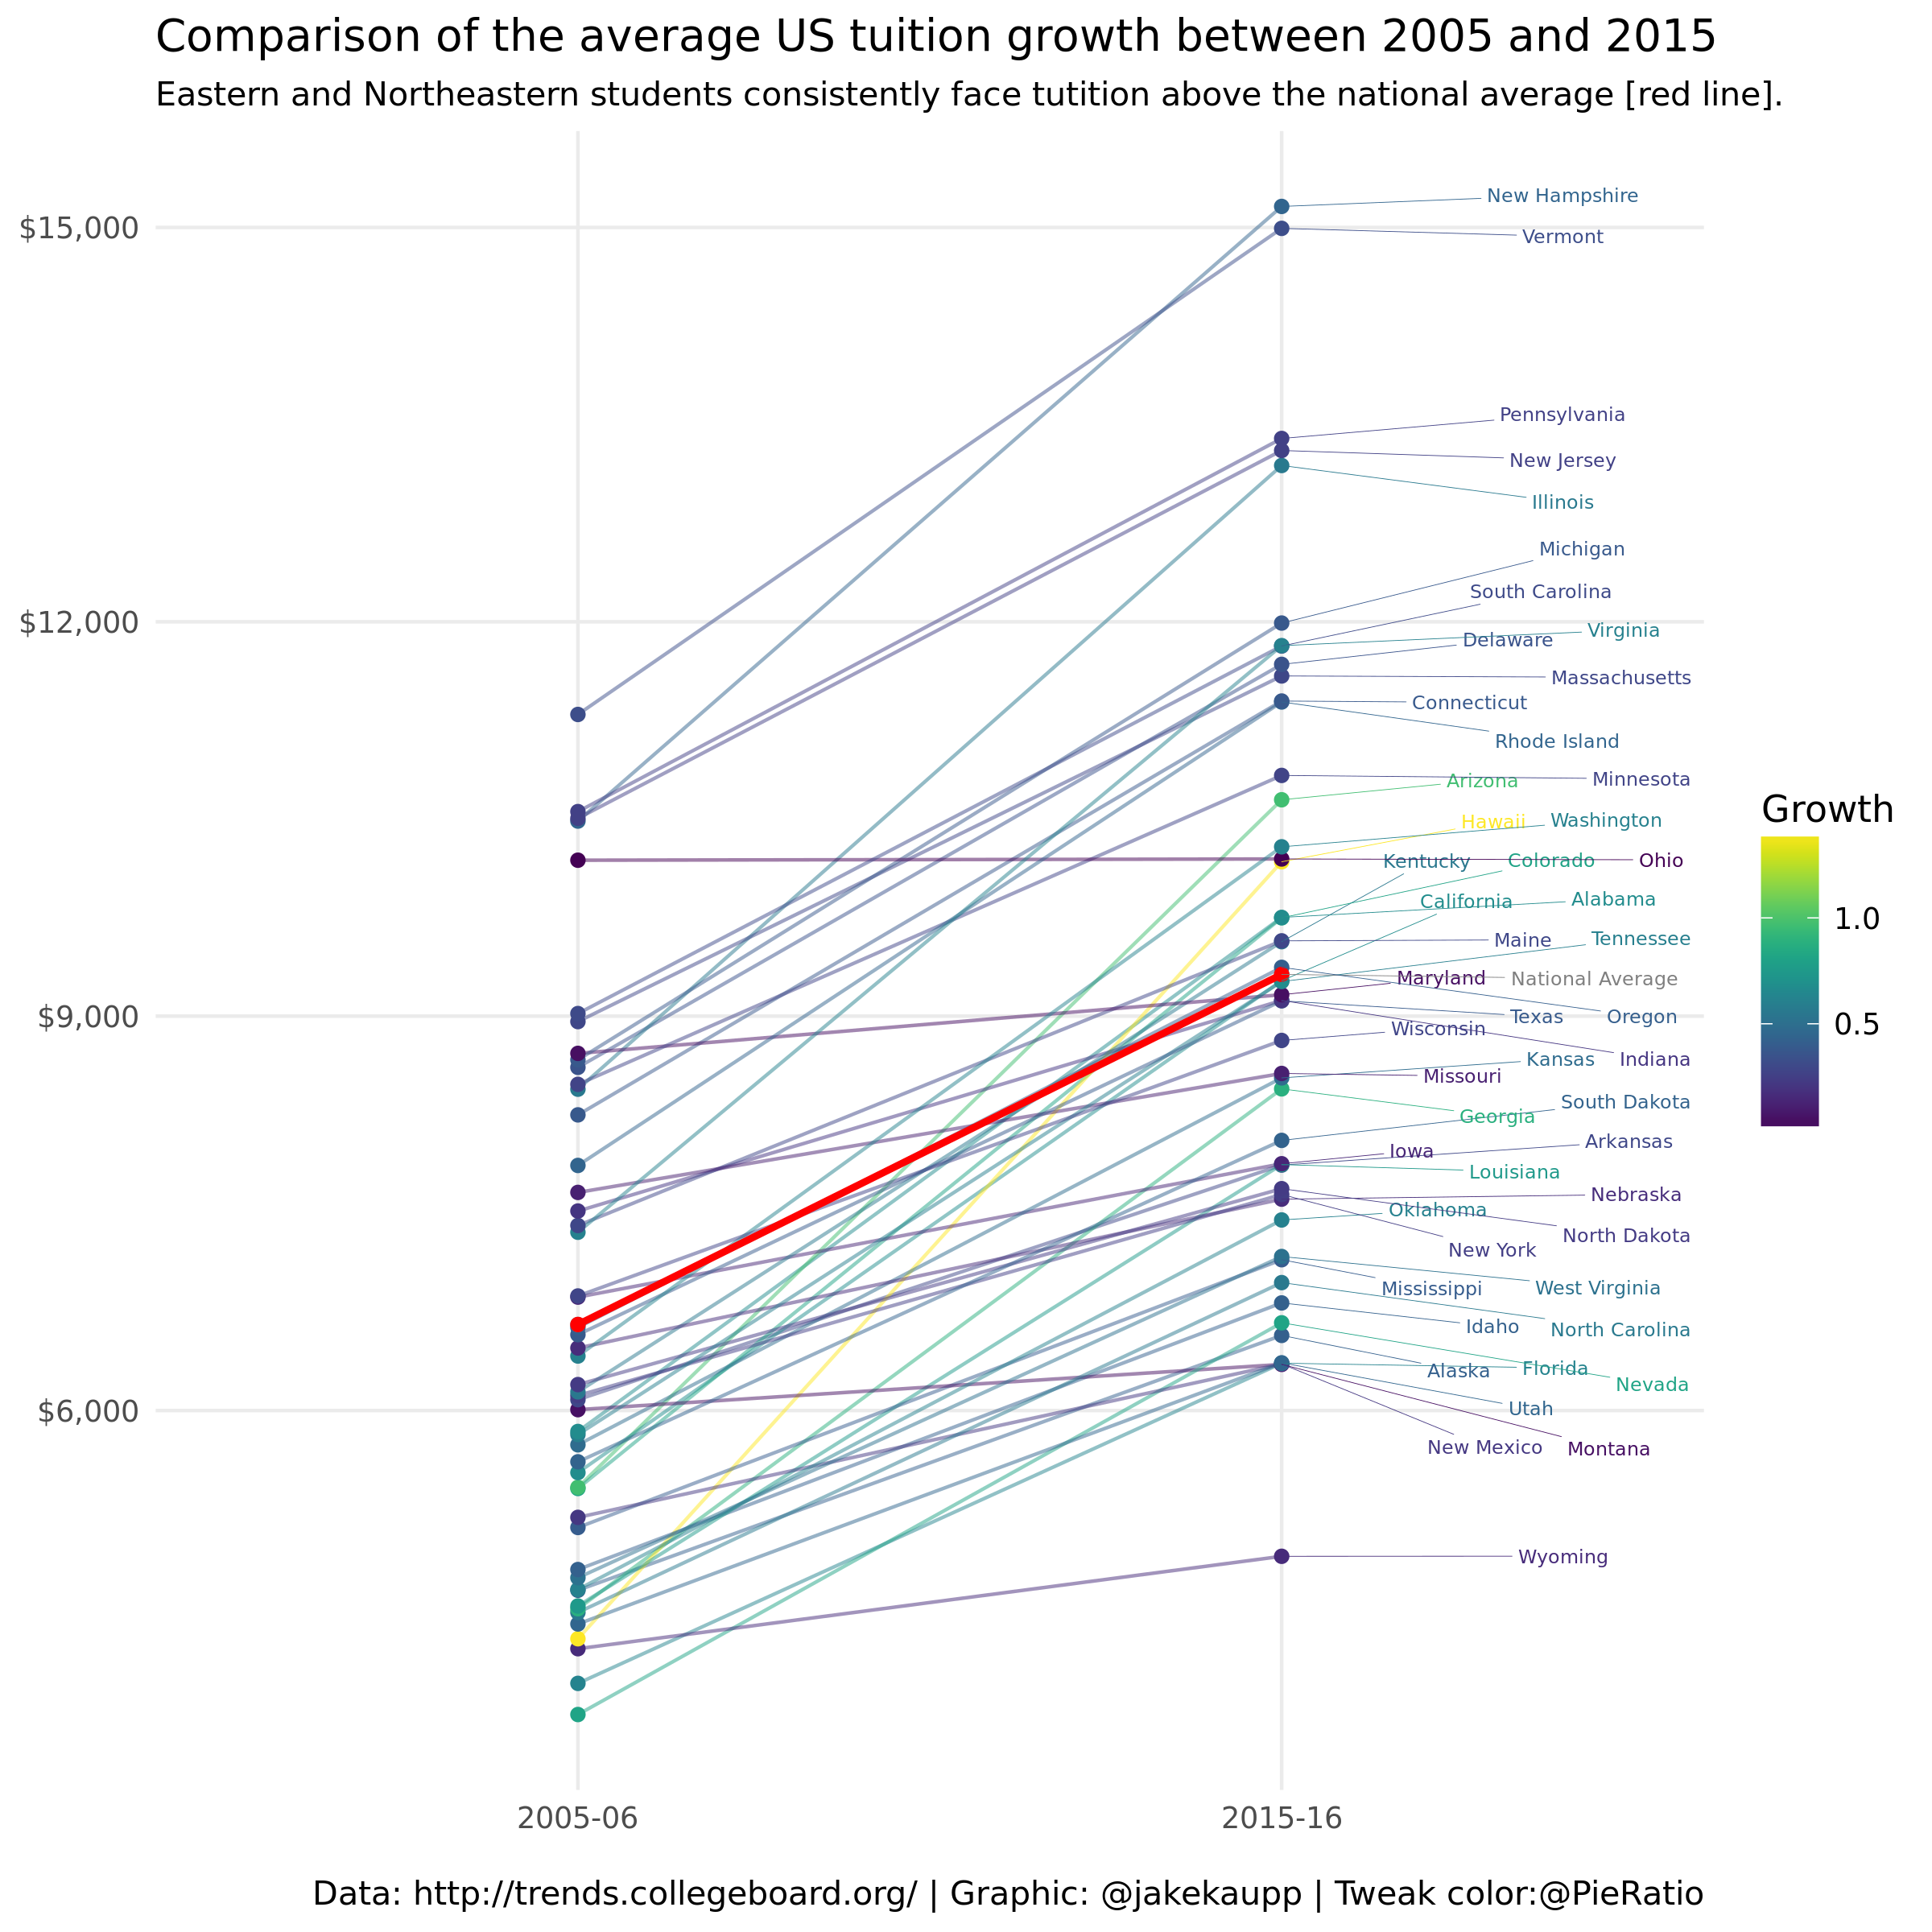 Comparison of the average US tuition growth between 2005 and 2015
Eastern and Northeastern students consistently face tutition above the national average [red line].
$15,000
$12,000
$9,000
$6,000
New Hampshire
Vermont
Pennsylvania
New Jersey
Illinois
Michigan
South Carolina
Virginia
Delaware
Massachusetts
Connecticut
Rhode Island
Minnesota
Arizona
Washington
Hawaii
Kentucky
Colorado
Ohio
California
Alabama
Maine
Tennessee
Maryland
National Average
Texas
Oregon
Wisconsin
Indiana
Kansas
Missouri
South Dakota
Georgia
Arkansas
Iowa
Louisiana
Nebraska
Oklahoma
North Dakota
New York
West Virginia
Mississippi
Idaho
North Carolina
Alaska
Florida
Nevada
Utah
New Mexico
Montana
Wyoming
Growth
1.0
0.5
2005-06
2015-16
Data: http://trends.collegeboard.org/ | Graphic: @jakekaupp | Tweak color:@PieRatio